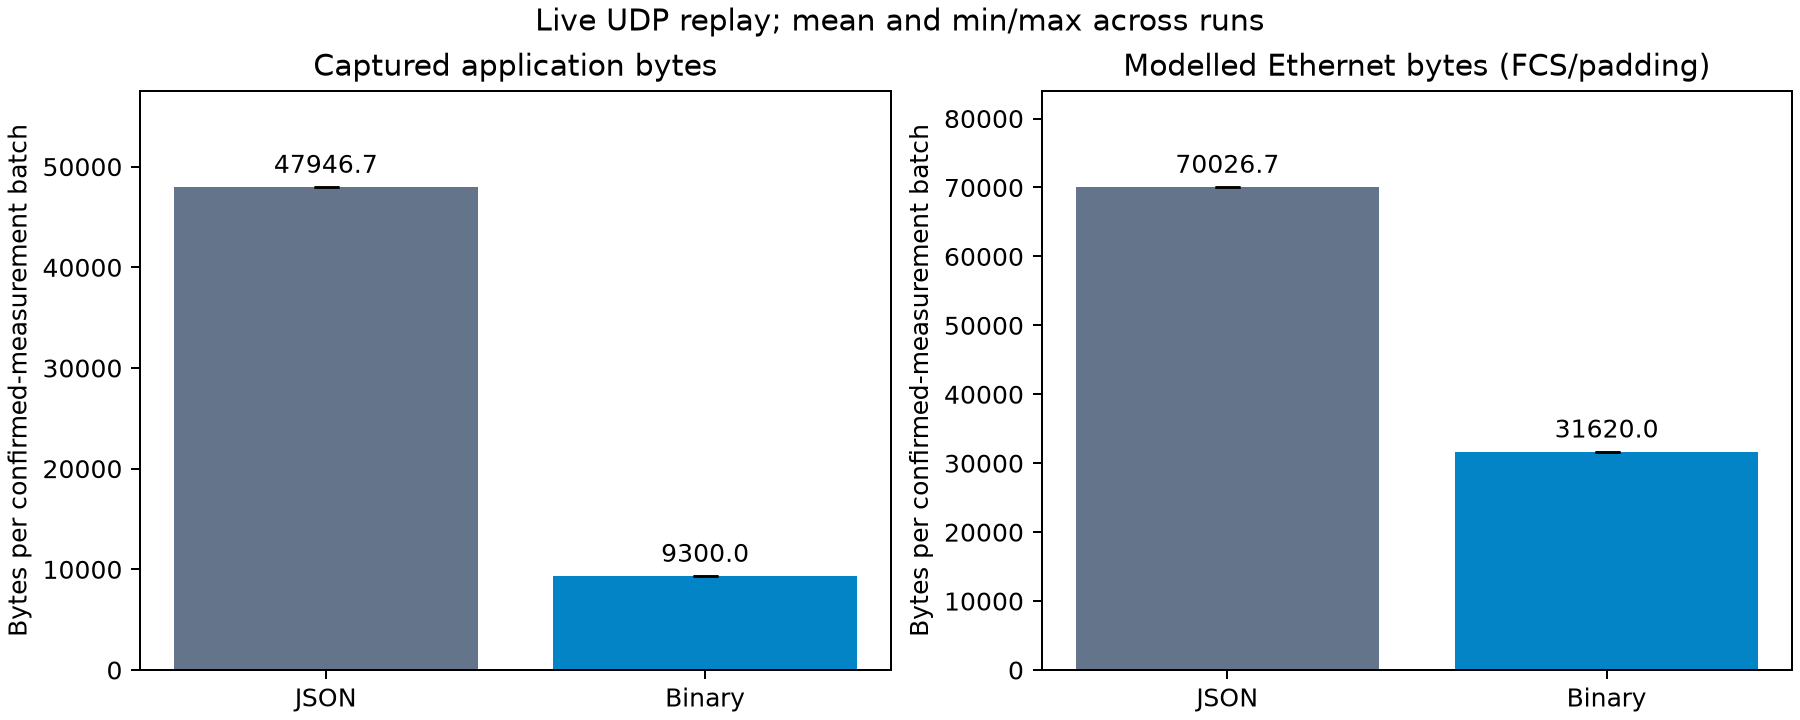 Live UDP replay; mean and min/max across runs
Captured application bytes
Bytes per confirmed-measurement batch
50000
40000
30000
20000
10000
0
47946.7
9300.0
JSON
Binary
Modelled Ethernet bytes (FCS/padding)
Bytes per confirmed-measurement batch
80000
70000
60000
50000
40000
30000
20000
10000
0
70026.7
31620.0
JSON
Binary